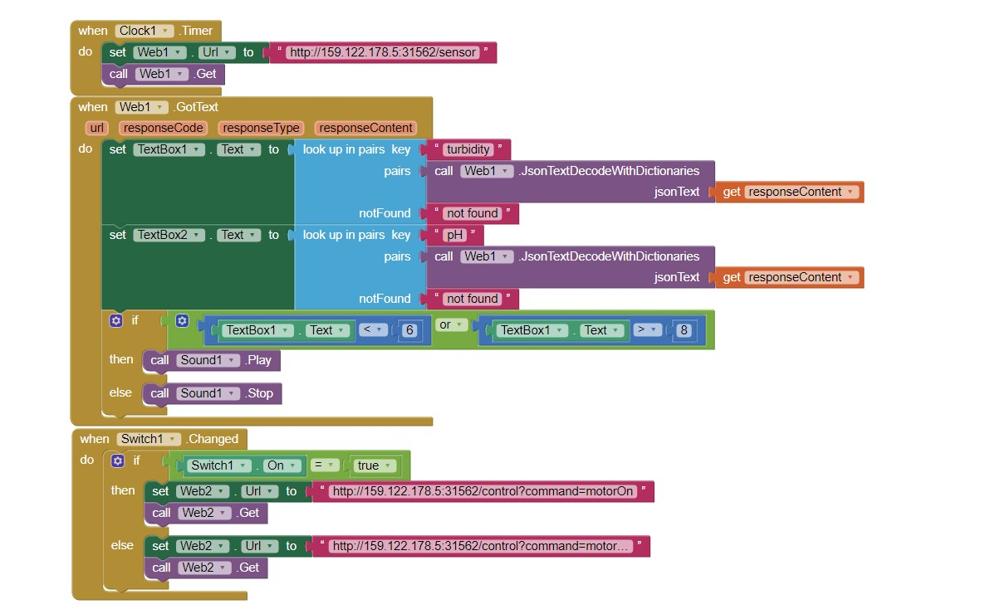 when Clock1 .Timer
do set Web1 . Url to “ http://159.122.178.5:31562/sensor ”
call Web1 .Get
when Web1 .GotText
url responseCode responseType responseContent
do set TextBox1 . Text to look up in pairs key “ turbidity ”
pairs call Web1 .JsonTextDecodeWithDictionaries
jsonText get responseContent
notFound “ not found ”
set TextBox2 . Text to look up in pairs key “ pH ”
pairs call Web1 .JsonTextDecodeWithDictionaries
jsonText get responseContent
notFound “ not found ”
if TextBox1 . Text < 6 or TextBox1 . Text > 8
then call Sound1 .Play
else call Sound1 .Stop
when Switch1 .Changed
do if Switch1 . On = true
then set Web2 . Url to “ http://159.122.178.5:31562/control?command=motorOn ”
call Web2 .Get
else set Web2 . Url to “ http://159.122.178.5:31562/control?command=motor... ”
call Web2 .Get